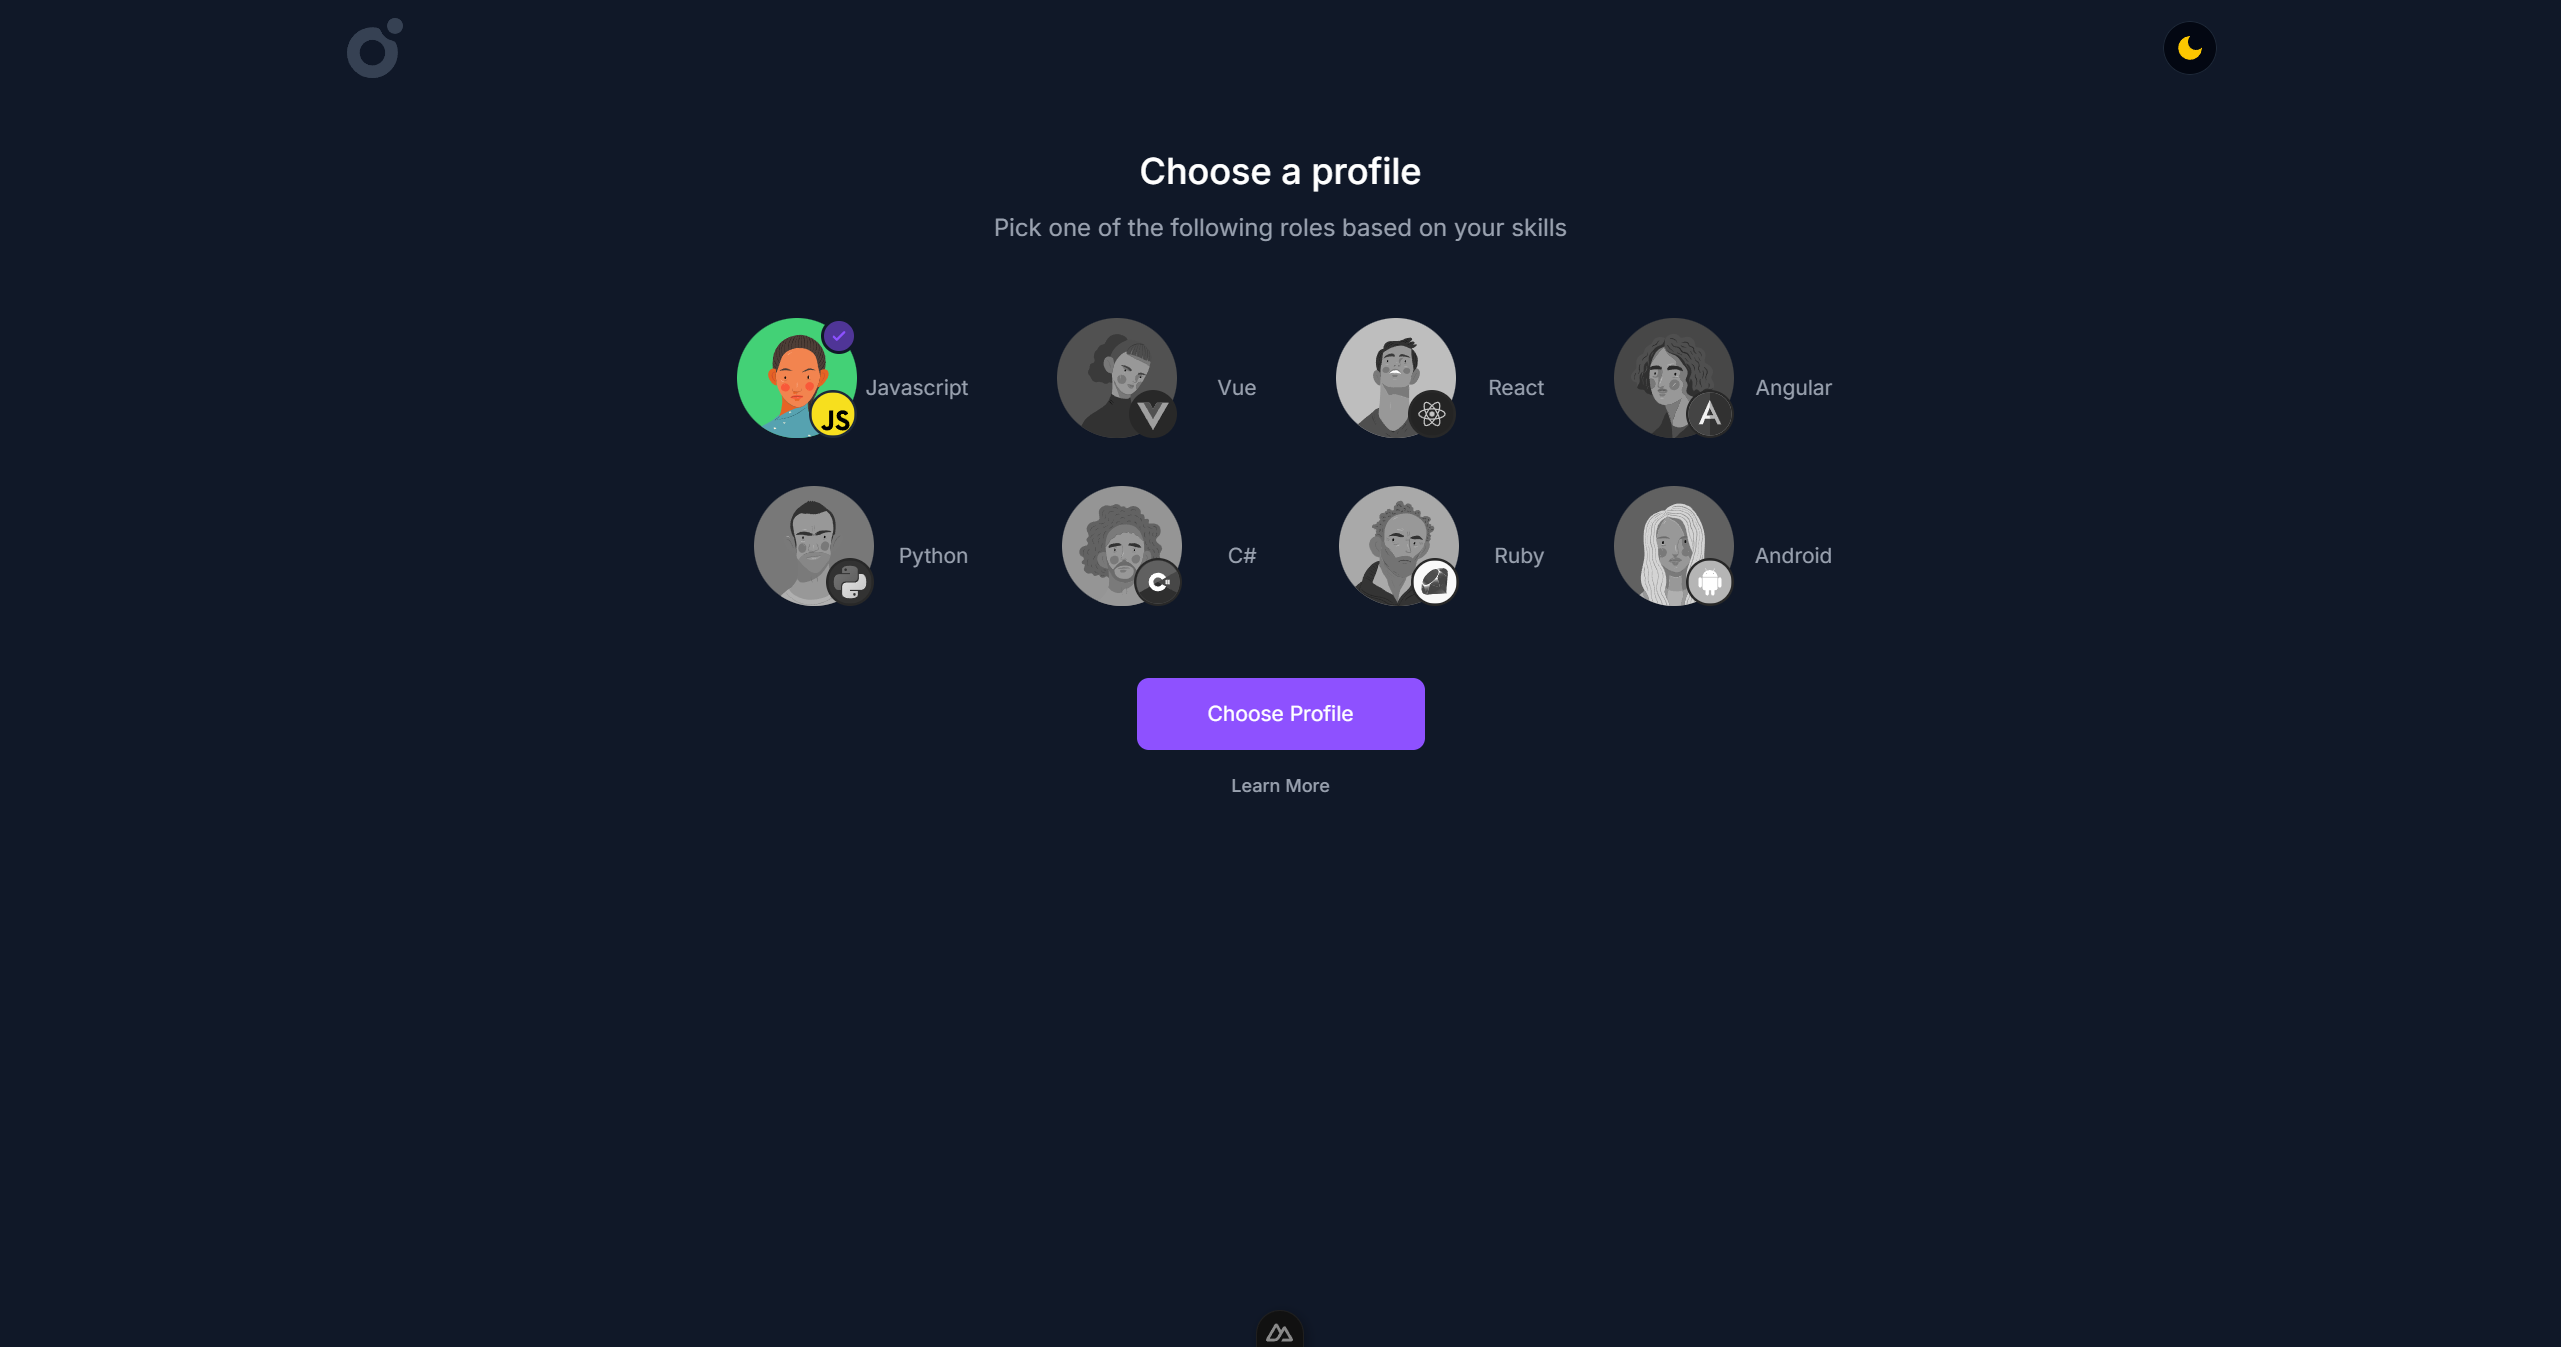 Choose a profile
Pick one of the following roles based on your skills
JS
Javascript
Vue
React
Angular
Python
C
C#
Ruby
Android
Choose Profile
Learn More